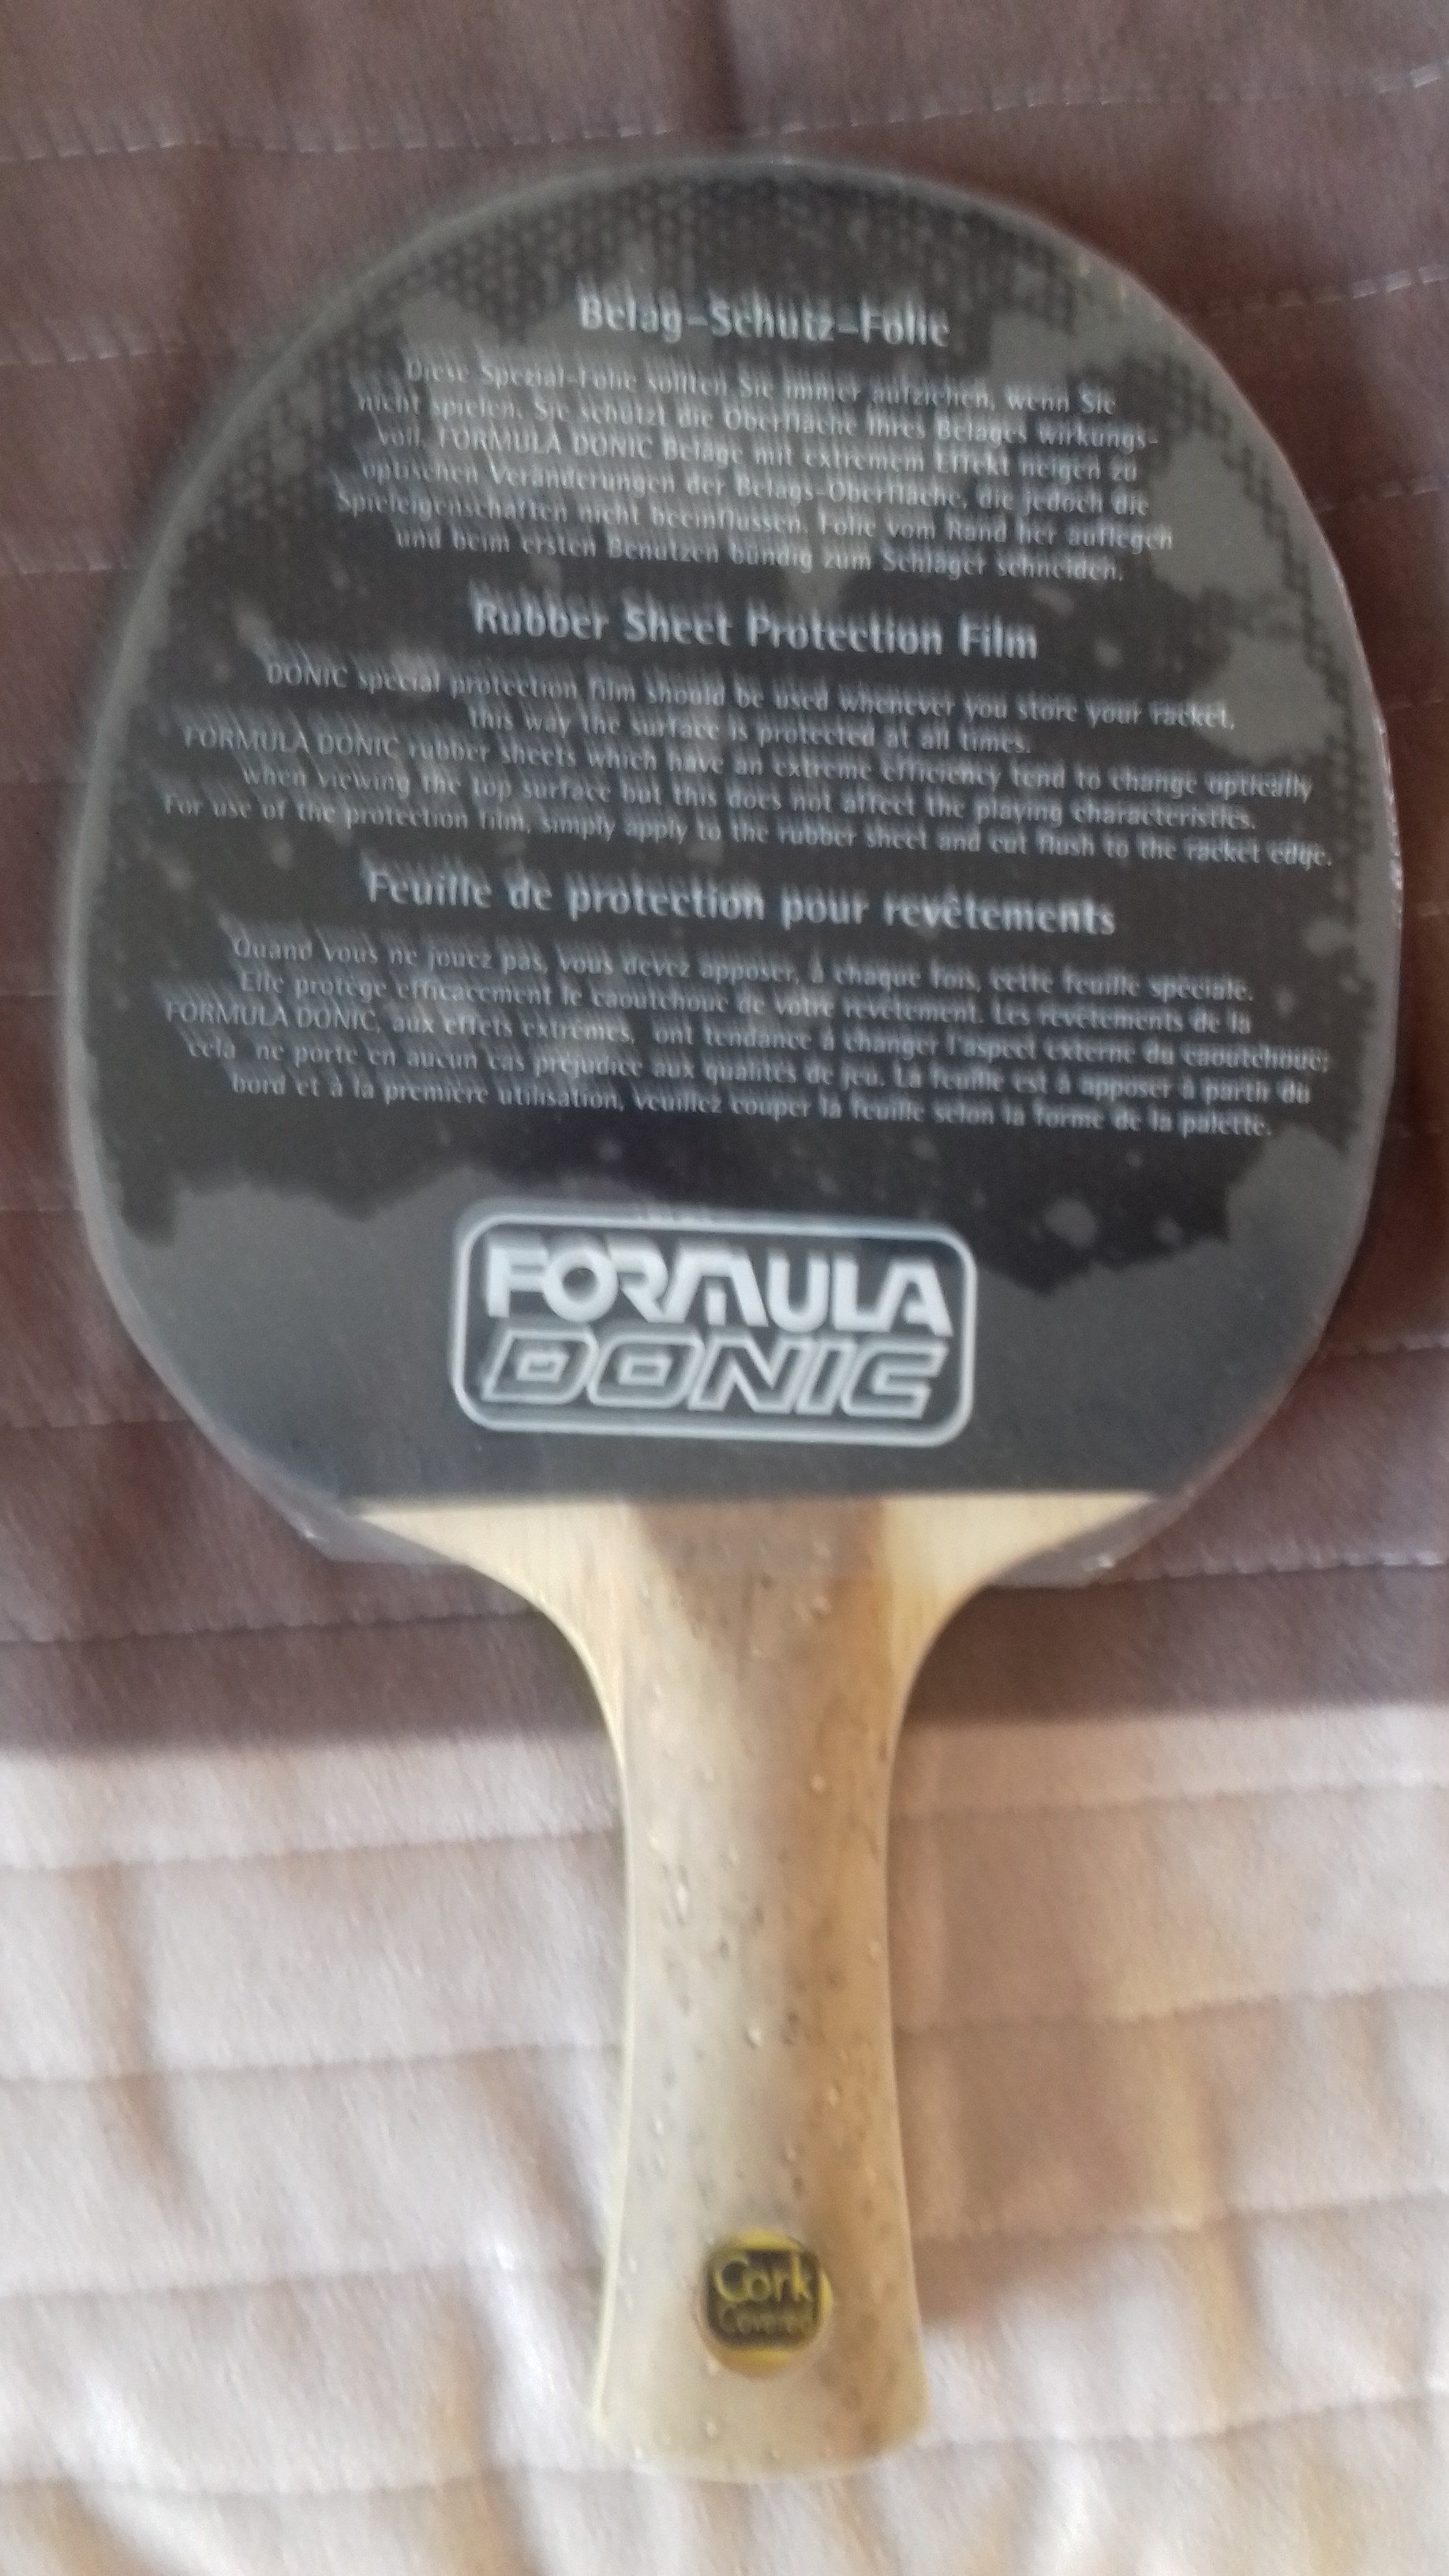 Belag-Schutz-Folie
Diese Spezial-Folie sollten Sie immer aufziehen, wenn Sie
nicht spielen. Sie schützt die Oberfläche Ihres Belages wirkungs-
voll. FORMULA DONIC Beläge mit extremem Effekt neigen zu
optischen Veränderungen der Belags-Oberfläche, die jedoch die
Spieleigenschaften nicht beeinflussen. Folie vom Rand her auflegen
und beim ersten Benutzen bündig zum Schläger schneiden.
Rubber Sheet Protection Film
DONIC special protection film should be used whenever you store your racket,
this way the surface is protected at all times.
FORMULA DONIC rubber sheets which have an extreme efficiency tend to change optically
when viewing the top surface but this does not affect the playing characteristics.
For use of the protection film, simply apply to the rubber sheet and cut flush to the racket edge.
Feuille de protection pour revêtements
Quand vous ne jouez pas, vous devez apposer, à chaque fois, cette feuille spéciale.
Elle protège efficacement le caoutchouc de votre revêtement. Les revêtements de la
FORMULA DONIC, aux effets extrêmes, ont tendance à changer l'aspect externe du caoutchouc;
cela ne porte en aucun cas préjudice aux qualités de jeu. La feuille est à apposer à partir du
bord et à la première utilisation, veuillez couper la feuille selon la forme de la palette.
FORMULA
DONIC
Cork
Covered